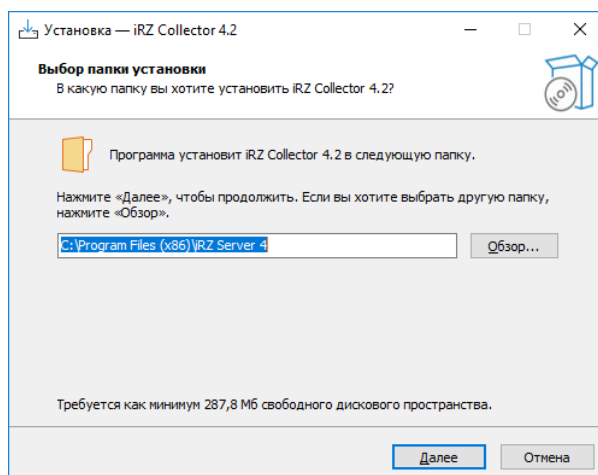 Установка — iRZ Collector 4.2
Выбор папки установки
В какую папку вы хотите установить iRZ Collector 4.2?
Программа установит iRZ Collector 4.2 в следующую папку.
Нажмите «Далее», чтобы продолжить. Если вы хотите выбрать другую папку,
нажмите «Обзор».
C:\Program Files (x86)\iRZ Server 4
Обзор...
Требуется как минимум 287,8 Мб свободного дискового пространства.
Далее
Отмена